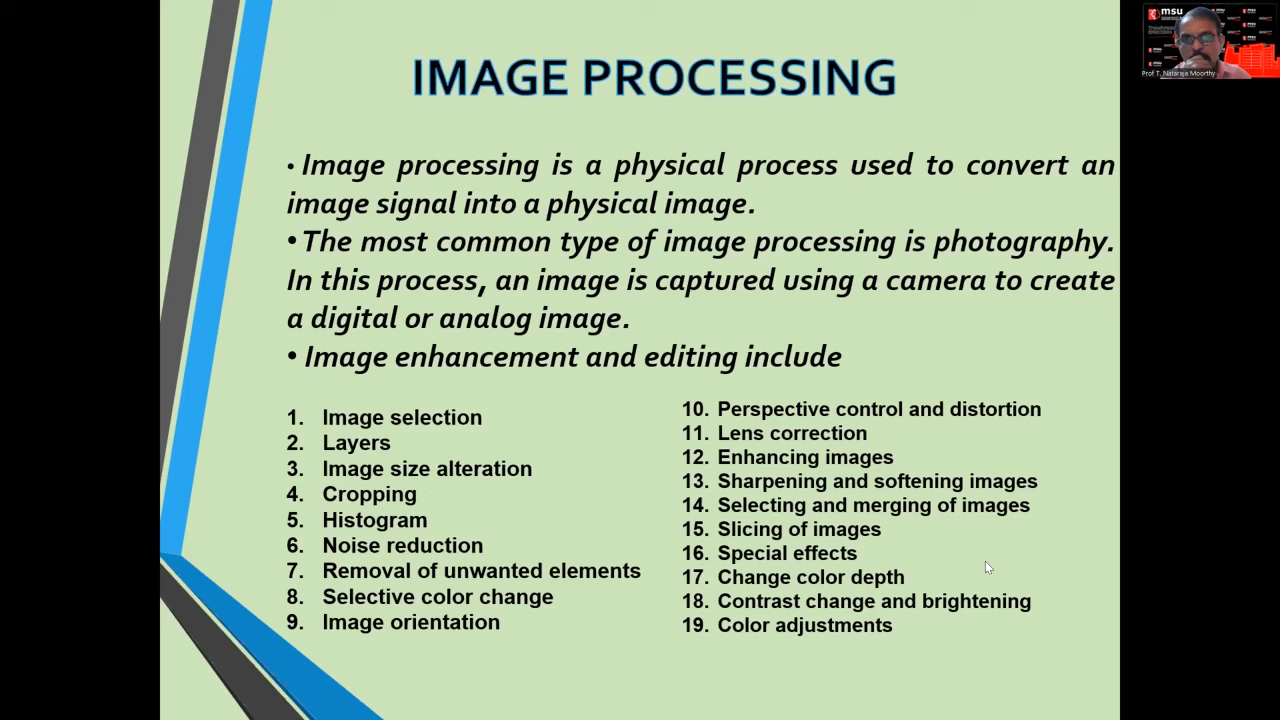 IMAGE PROCESSING
• Image processing is a physical process used to convert an
image signal into a physical image.
• The most common type of image processing is photography.
In this process, an image is captured using a camera to create
a digital or analog image.
• Image enhancement and editing include
1. Image selection
2. Layers
3. Image size alteration
4. Cropping
5. Histogram
6. Noise reduction
7. Removal of unwanted elements
8. Selective color change
9. Image orientation
10. Perspective control and distortion
11. Lens correction
12. Enhancing images
13. Sharpening and softening images
14. Selecting and merging of images
15. Slicing of images
16. Special effects
17. Change color depth
18. Contrast change and brightening
19. Color adjustments
msu
Prof T. Nataraja Moorthy